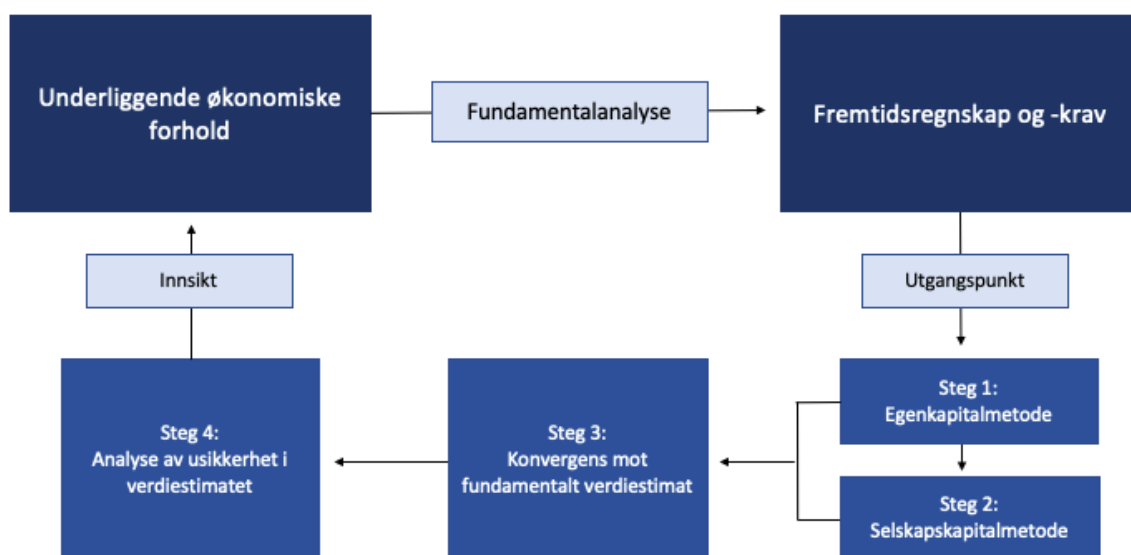 Underliggende økonomiske
forhold
Fundamentalanalyse
Fremtidsregnskap og -krav
Innsikt
Utgangspunkt
Steg 1:
Egenkapitalmetode
Steg 2:
Selskapskapitalmetode
Steg 3:
Konvergens mot
fundamentalt verdiestimat
Steg 4:
Analyse av usikkerhet i
verdiestimatet